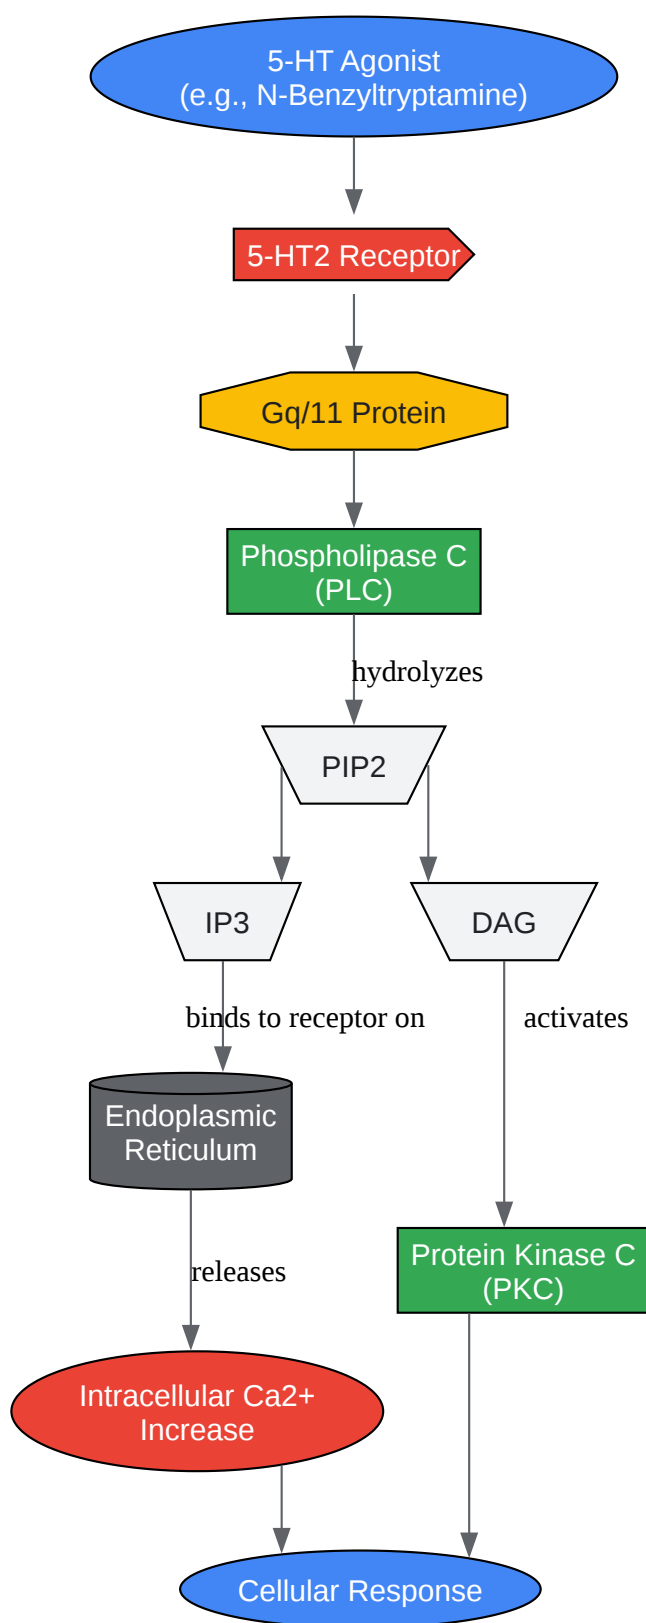 5-HT Agonist
(e.g., N-Benzyltryptamine)
5-HT2 Receptor
Gq/11 Protein
Phospholipase C
(PLC)
hydrolyzes
PIP2
IP3
DAG
binds to receptor on
activates
Endoplasmic
Reticulum
Protein Kinase C
(PKC)
releases
Intracellular Ca2+
Increase
Cellular Response